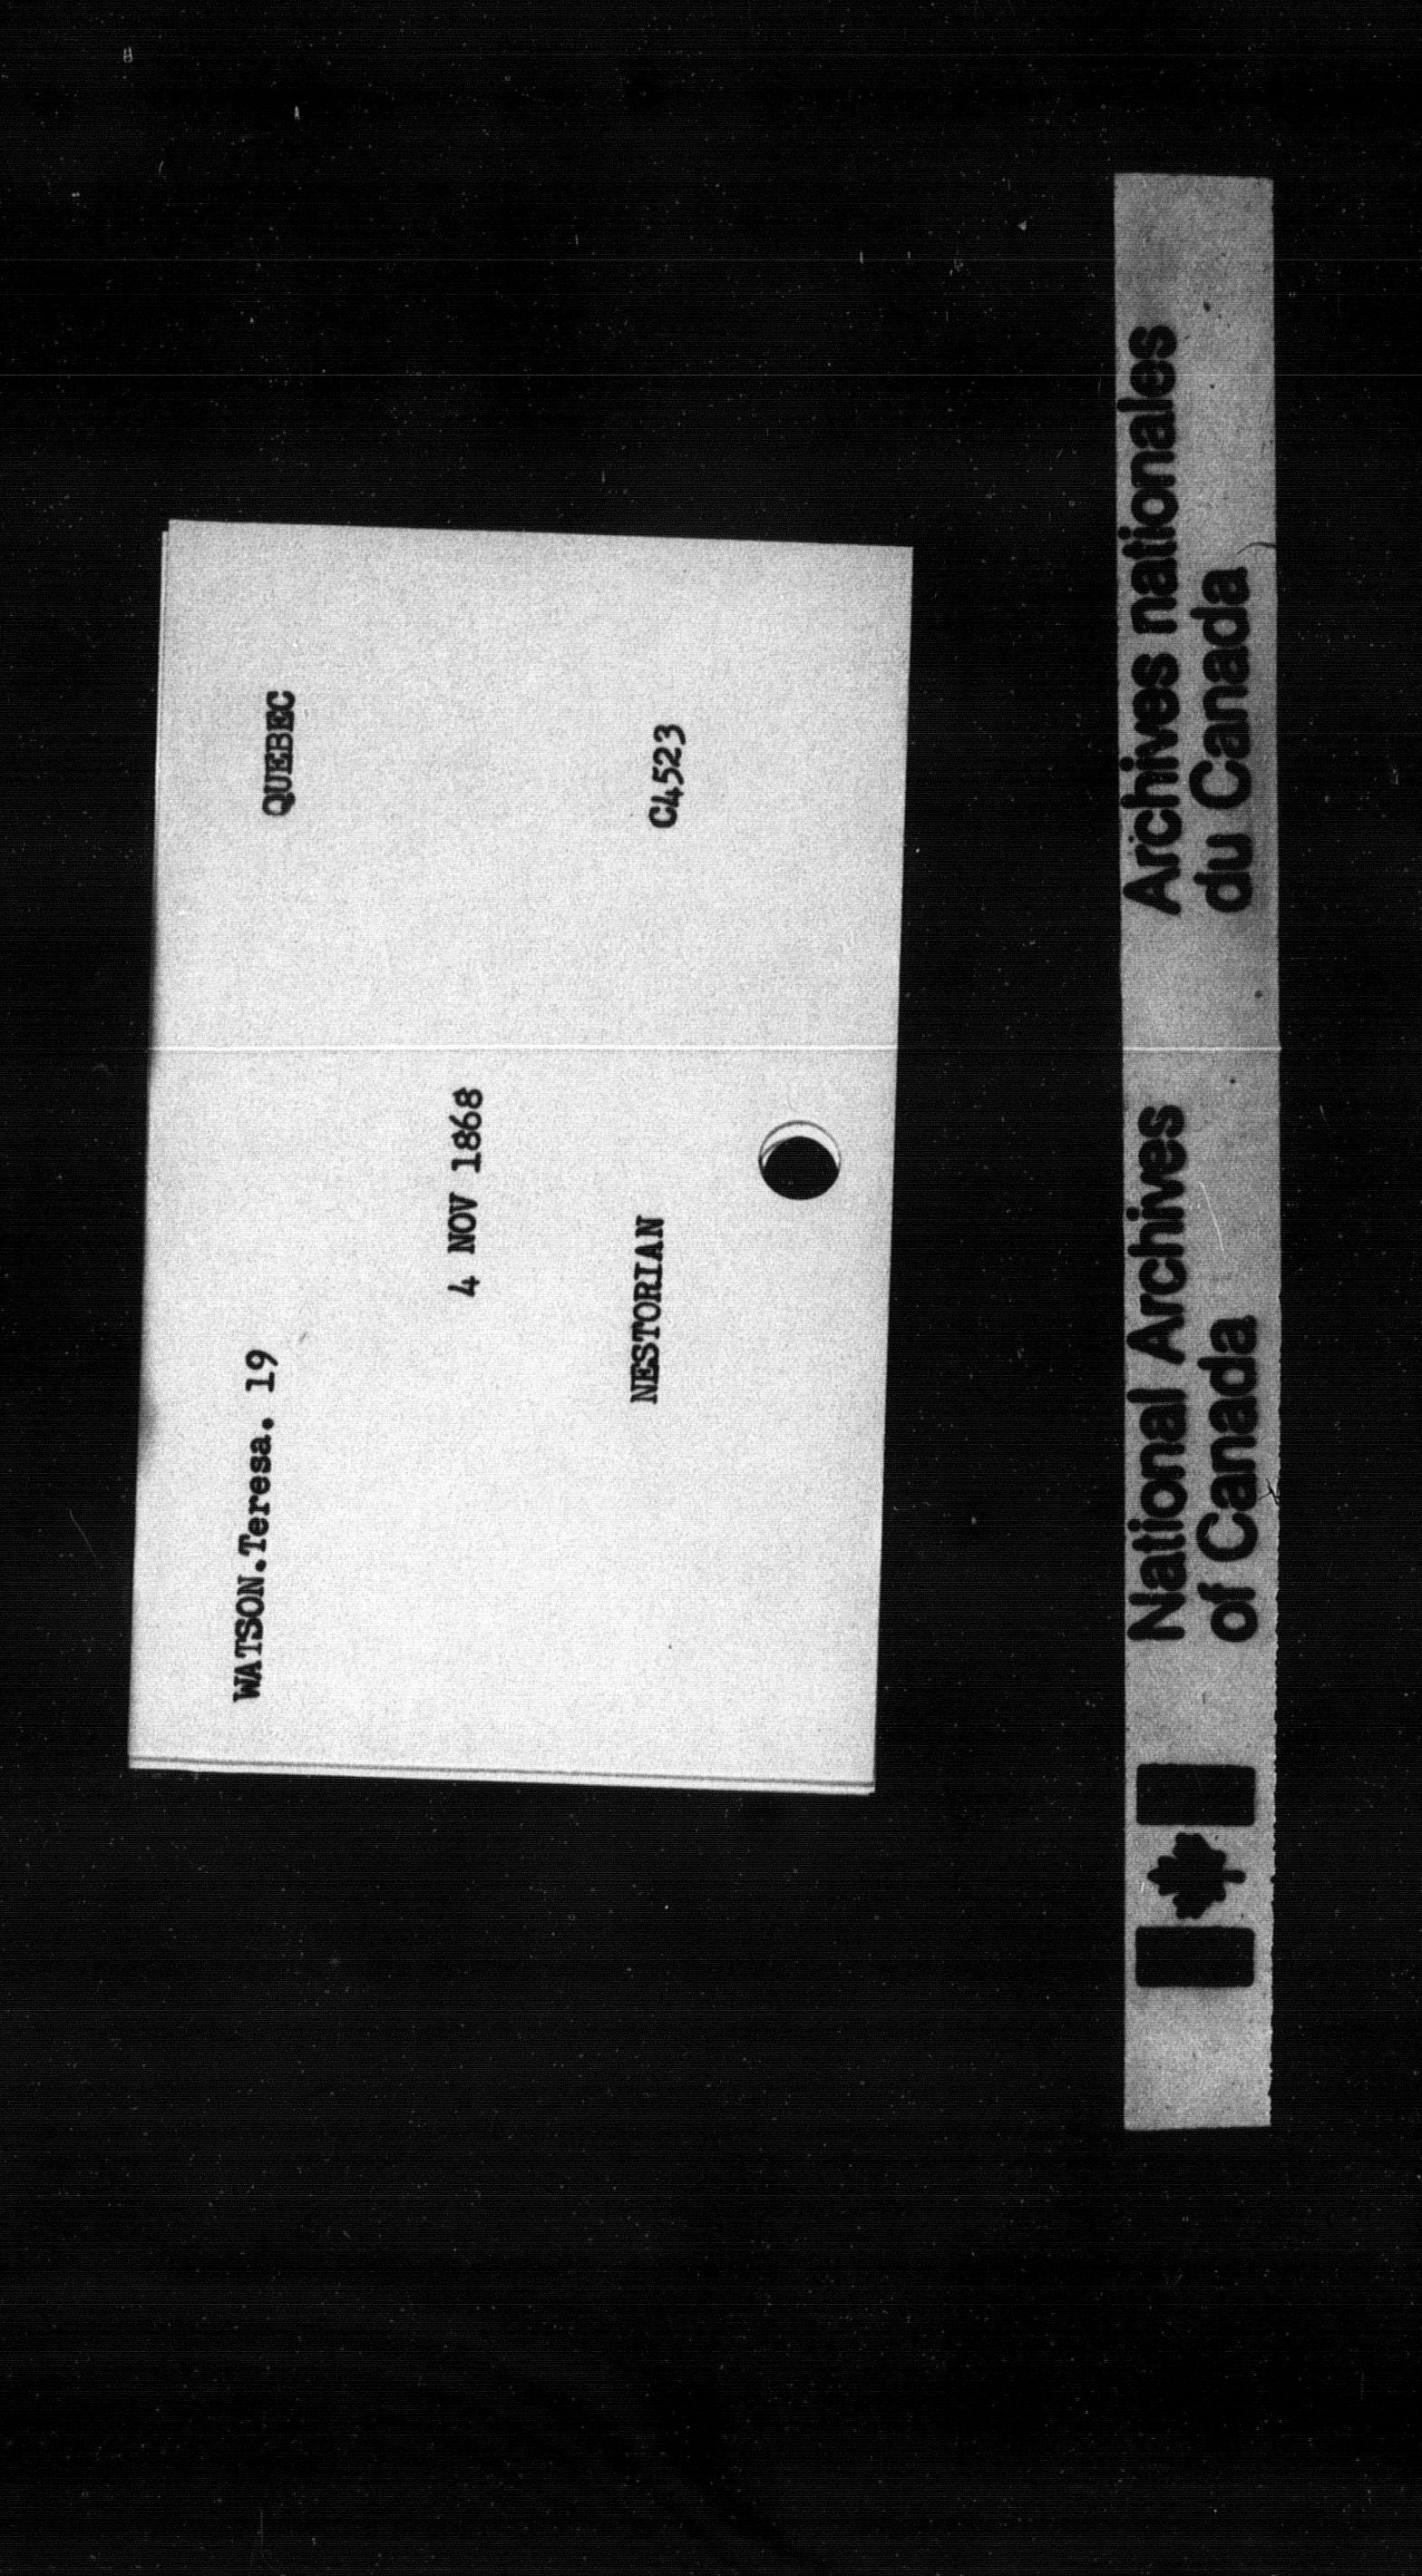 WATSON.Teresa. 19 QUEBEC
4 NOV 1868
NESTORIAN C4523
National Archives
of Canada
Archives nationales
du Canada